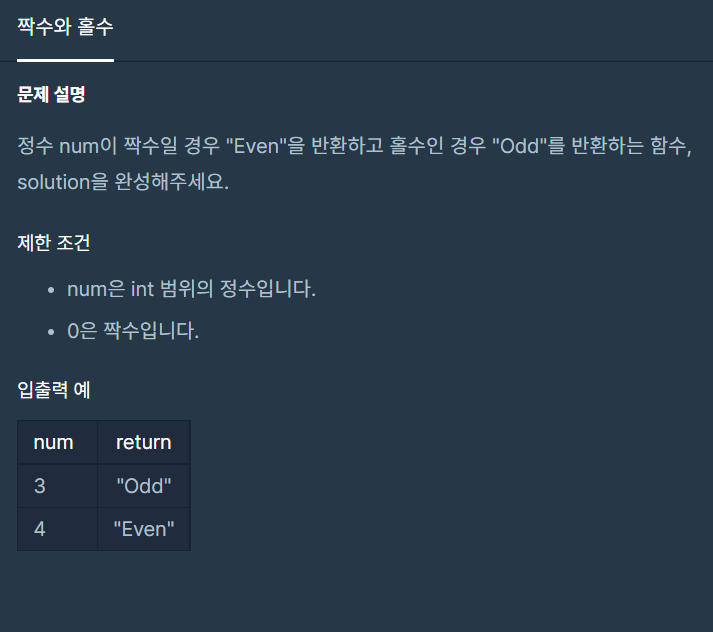 짝수와 홀수
문제 설명
정수 num이 짝수일 경우 "Even"을 반환하고 홀수인 경우 "Odd"를 반환하는 함수,
solution을 완성해주세요.
제한 조건
• num은 int 범위의 정수입니다.
• 0은 짝수입니다.
입출력 예
num return
3 "Odd"
4 "Even"